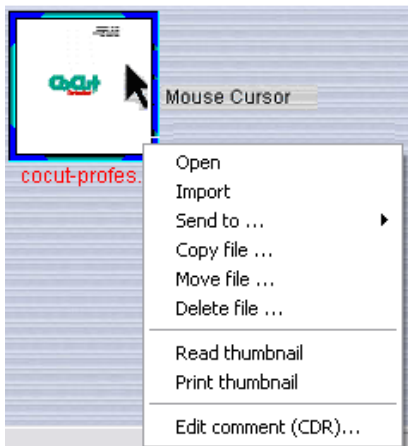 CoCut
Mouse Cursor
cocut-profes.
Open
Import
Send to ...
Copy file ...
Move file ...
Delete file ...
Read thumbnail
Print thumbnail
Edit comment (CDR)...